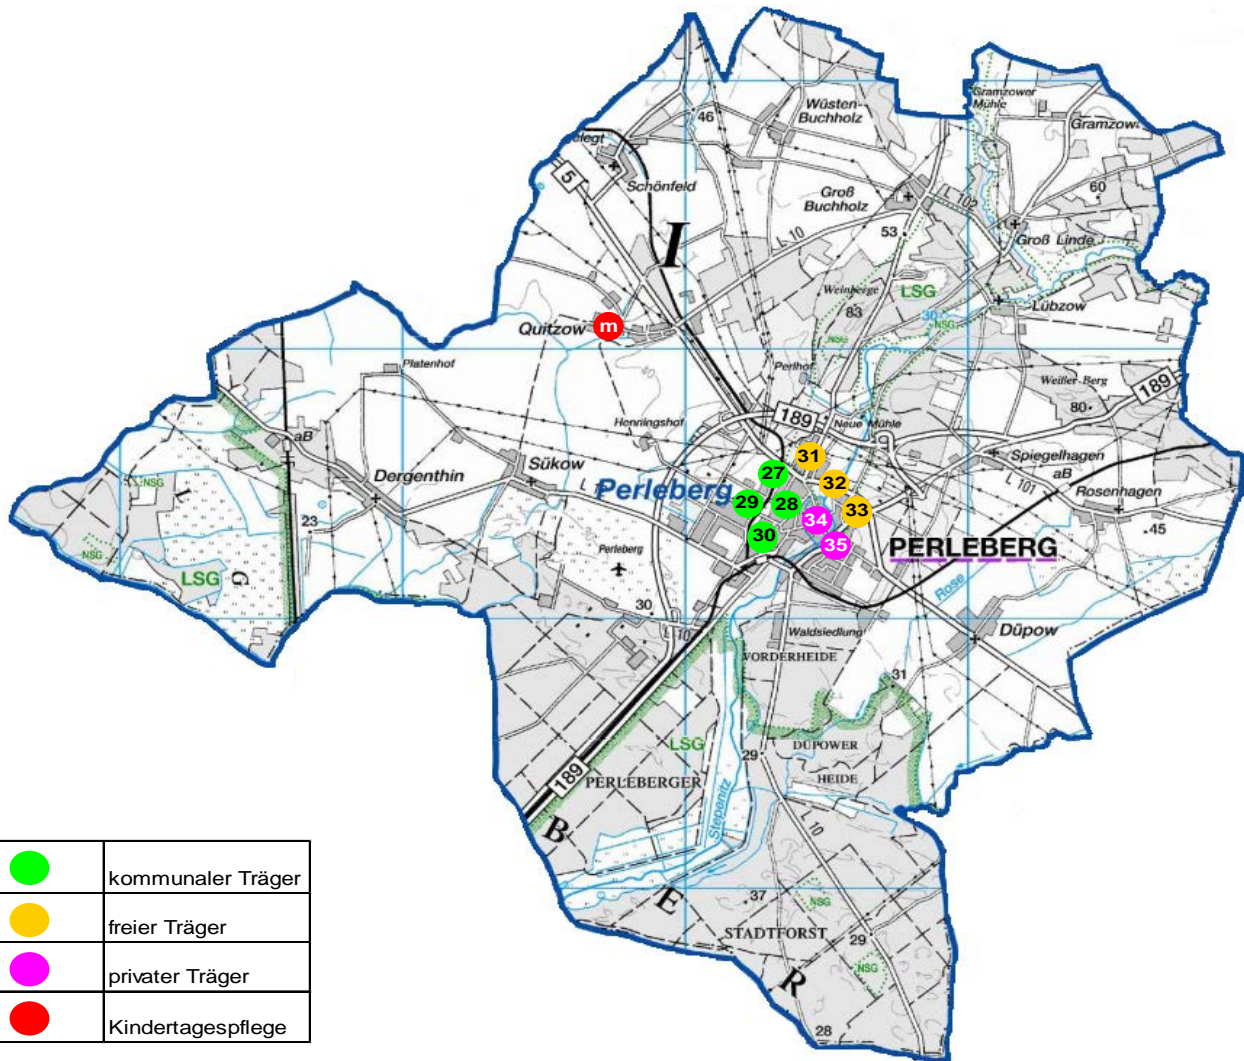 Gramzower
Mühle
Gramzow
46
Wüsten-
Buchholz
60
5
Schönfeld
Groß
Buchholz
L 102
I
L 10
53
Groß Linde
Weinberge
LSG
Lübzow
83
30
NSG
NSG
Quitzow
m
Platenhof
Perlhof
Weißer-Berg
189
80
189
Neue Mühle
Henningshof
aB
31
Spiegelhagen
aB
Dergenthin
Sükow
L 1
27
32
L 101
Rosenhagen
Perleberg
29
28
33
34
NSG
L
23
30
35
PERLEBERG
45
NSG
LSG
G
Perleberg
Rose
30
L 10
Waldsiedlung
Düpow
VORDERHEIDE
31
LSG
DÜPOWER
HEIDE
29
189
PERLEBERGER
Stepenitz
B
L 10
E
37
NSG
STADTFORST
29
NSG
R
28
kommunaler Träger
freier Träger
privater Träger
Kindertagespflege